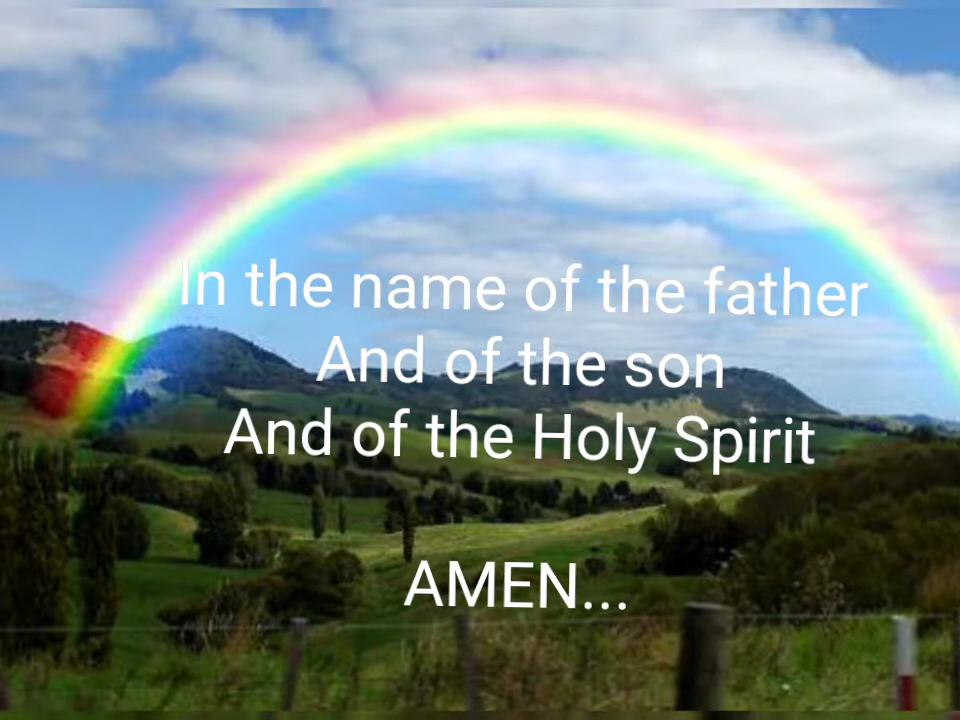 In the name of the father
And of the son
And of the Holy Spirit
AMEN...